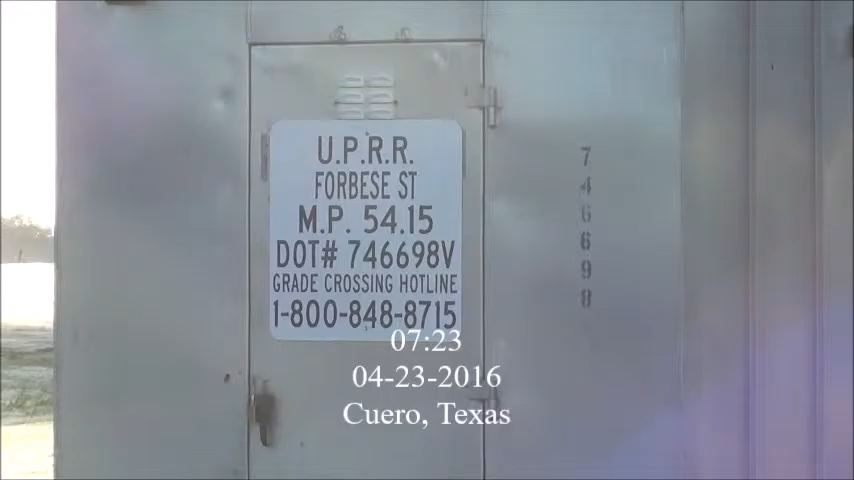 U.P.R.R.
FORBESE ST
M.P. 54.15
DOT# 746698V
GRADE CROSSING HOTLINE
1-800-848-8715
746698
07:23
04-23-2016
Cuero, Texas